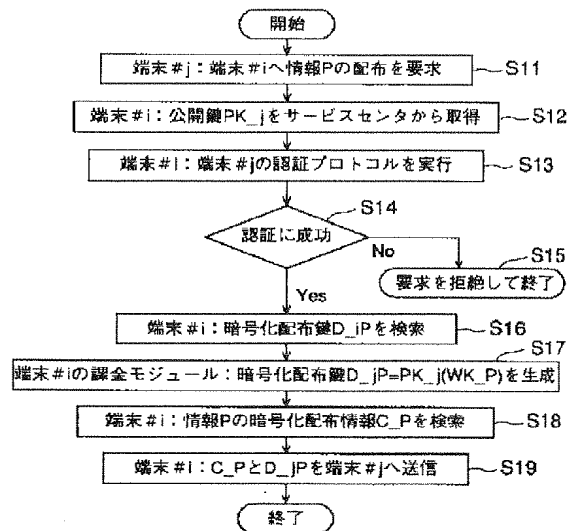 開始
端末#j：端末#iへ情報Pの配布を要求
S11
端末#i：公開鍵PK_jをサービスセンタから取得
S12
端末#i：端末#jの認証プロトコルを実行
S13
S14
認証に成功
No
S15
要求を拒絶して終了
Yes
端末#i：暗号化配布鍵D_iPを検索
S16
S17
端末#iの課金モジュール：暗号化配布鍵D_jP=PK_j(WK_P)を生成
端末#i：情報Pの暗号化配布情報C_Pを検索
S18
端末#i：C_PとD_jPを端末#jへ送信
S19
終了